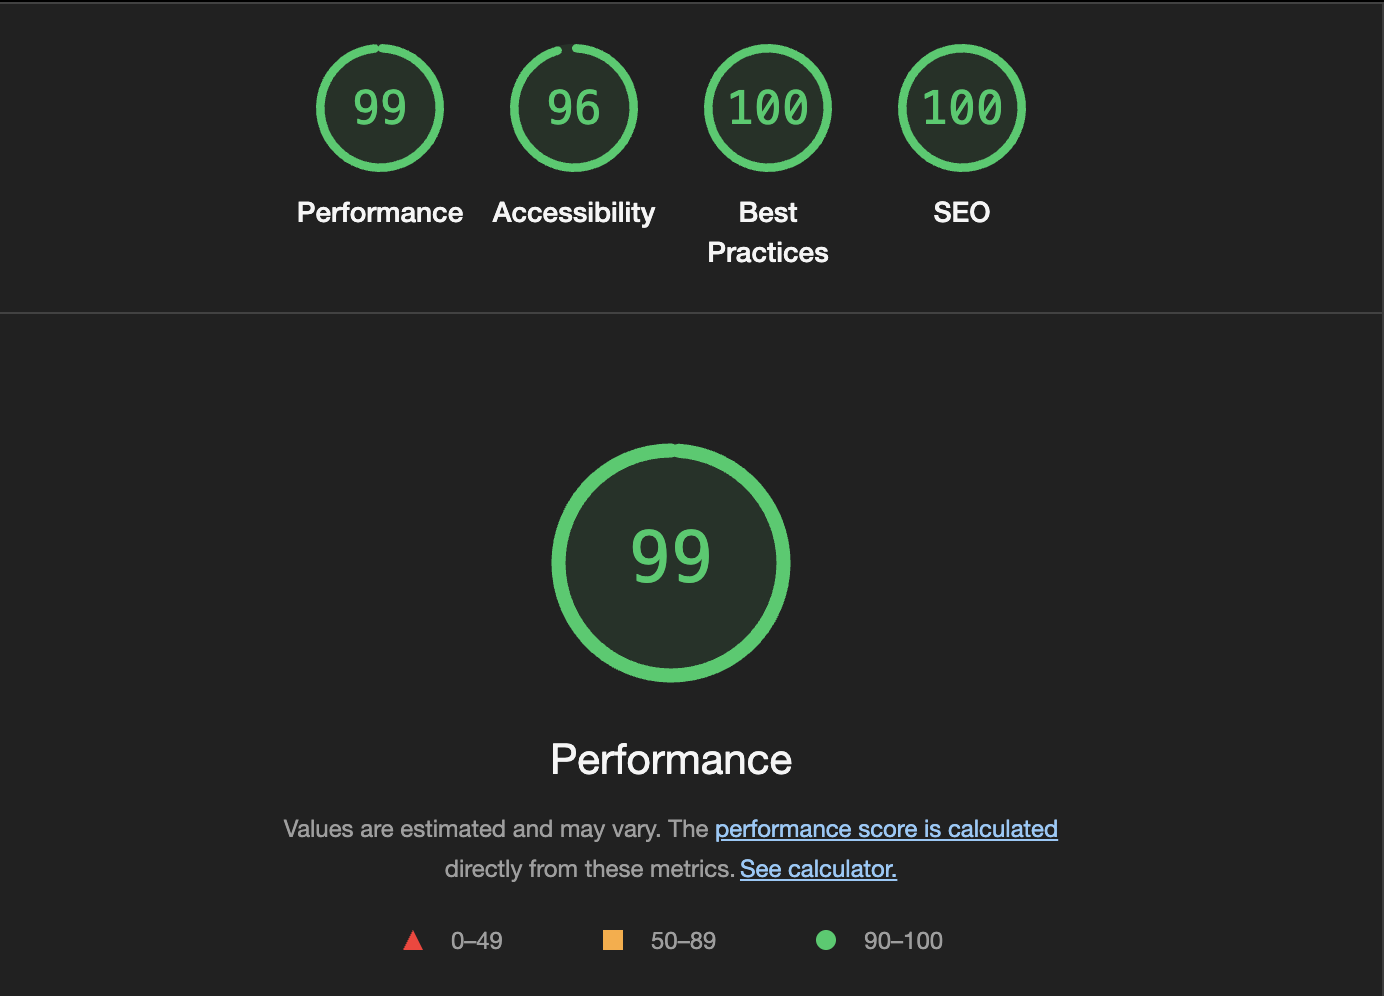 99
96
100
100
Performance
Accessibility
Best
Practices
SEO
99
Performance
Values are estimated and may vary. The performance score is calculated
directly from these metrics. See calculator.
0–49
50–89
90–100